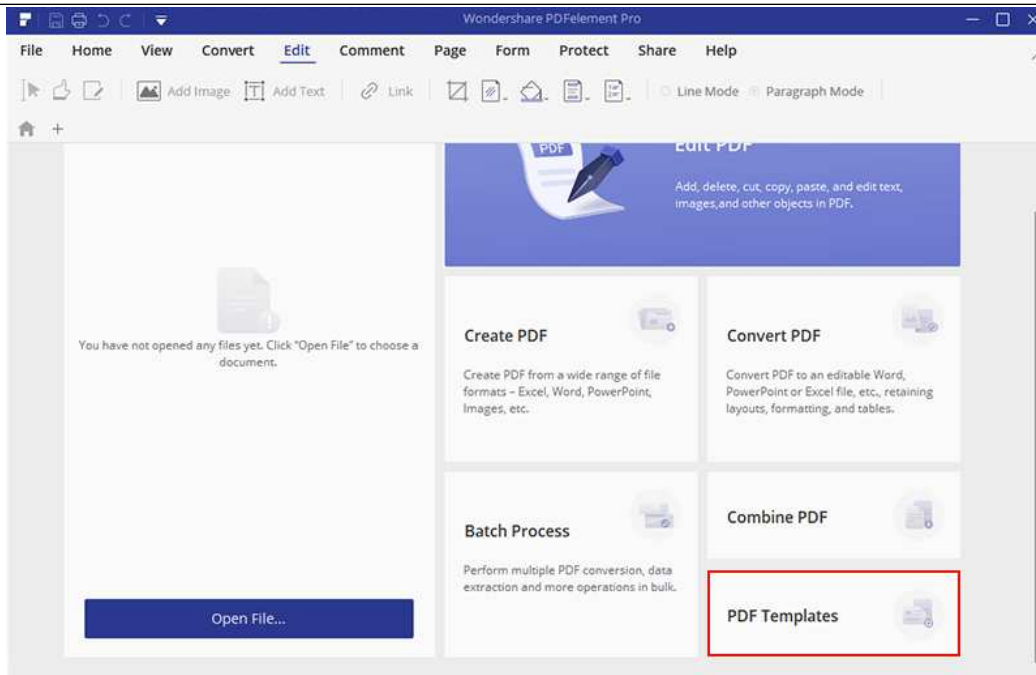 Wondershare PDFelement Pro
File Home View Convert Edit Comment Page Form Protect Share Help
Add Image T Add Text Link Line Mode Paragraph Mode
+
PDF
Edit PDF
Add, delete, cut, copy, paste, and edit text,
images,and other objects in PDF.
You have not opened any files yet. Click "Open File" to choose a
document.
Open File...
Create PDF
Create PDF from a wide range of file
formats – Excel, Word, PowerPoint,
Images, etc.
Convert PDF
Convert PDF to an editable Word,
PowerPoint or Excel file, etc., retaining
layouts, formatting, and tables.
Batch Process
Perform multiple PDF conversion, data
extraction and more operations in bulk.
Combine PDF
PDF Templates